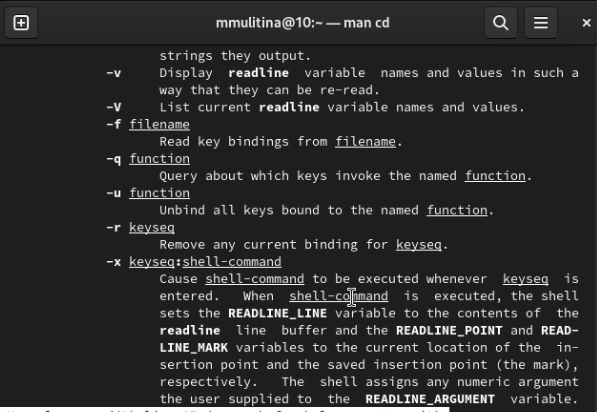 mmulitina@10:~ — man cd
strings they output.
-v Display readline variable names and values in such a
way that they can be re-read.
-V List current readline variable names and values.
-f filename
Read key bindings from filename.
-q function
Query about which keys invoke the named function.
-u function
Unbind all keys bound to the named function.
-r keyseq
Remove any current binding for keyseq.
-x keyseq:shell-command
Cause shell-command to be executed whenever keyseq is
entered. When shell-command is executed, the shell
sets the READLINE_LINE variable to the contents of the
readline line buffer and the READLINE_POINT and READ-
LINE_MARK variables to the current location of the in-
sertion point and the saved insertion point (the mark),
respectively. The shell assigns any numeric argument
the user supplied to the READLINE_ARGUMENT variable.